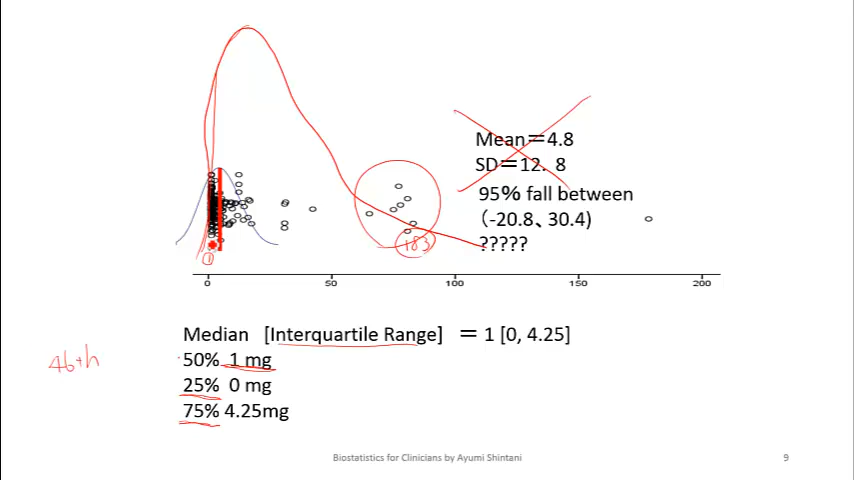 Mean＝4.8
SD＝12．8
95% fall between
（-20.8、30.4）
?????
183
1
0
50
100
150
200
Median [Interquartile Range] ＝ 1 [0, 4.25]
46th
50% 1 mg
25% 0 mg
75% 4.25mg
Biostatistics for Clinicians by Ayumi Shintani
9